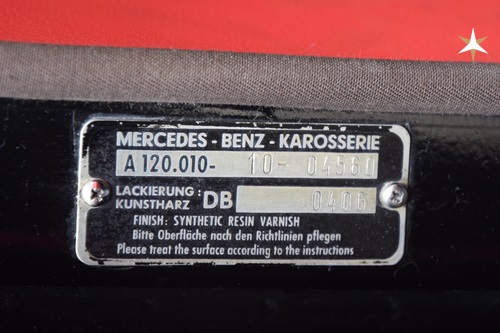 MERCEDES - BENZ - KAROSSERIE
A 120.010- 10- 04560
LACKIERUNG: KUNSTHARZ DB 0406
FINISH: SYNTHETIC RESIN VARNISH
Bitte Oberfläche nach den Richtlinien pflegen
Please treat the surface according to the instructions